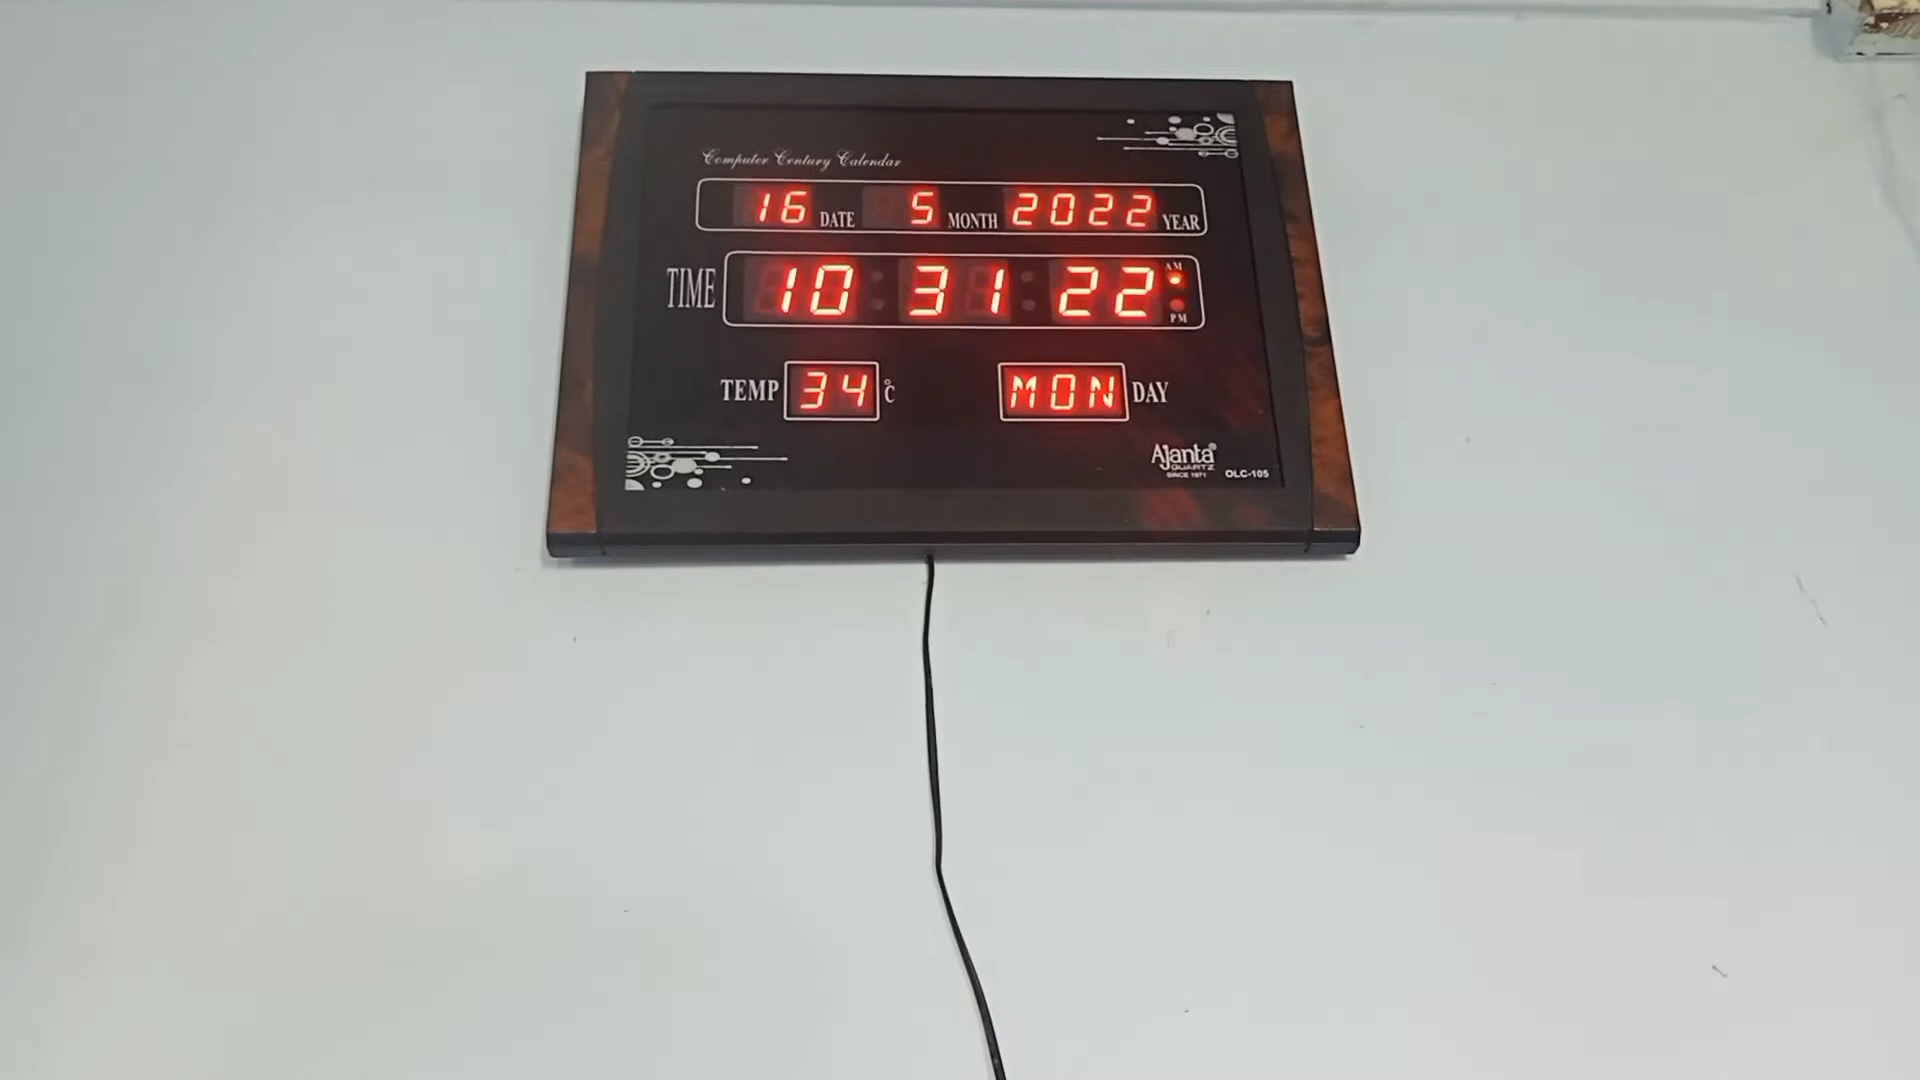 Computer Century Calendar
16 DATE 5 MONTH 2022 YEAR
AM
TIME 10 31 22
PM
TEMP 34 °C MON DAY
Ajanta®
QUARTZ
SINCE 1971
OLC-105